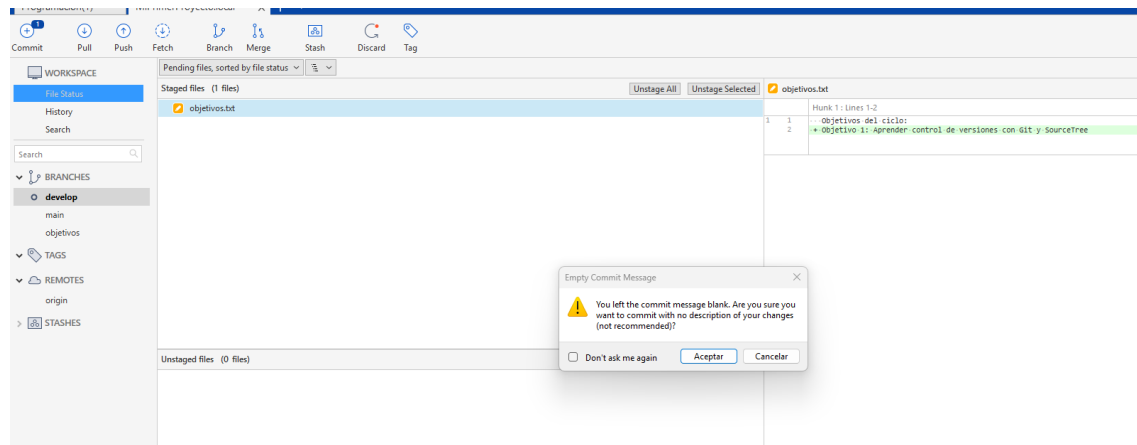 Programación(1)
1
Commit Pull Push Fetch Branch Merge Stash Discard Tag
WORKSPACE
File Status
History
Search
Search
BRANCHES
develop
main
objetivos
TAGS
REMOTES
origin
STASHES
Pending files, sorted by file status
Staged files (1 files)
Unstage All Unstage Selected
objetivos.txt
Unstaged files (0 files)
objetivos.txt
Hunk 1 : Lines 1-2
1 1 Objetivos del ciclo:
2 + Objetivo 1: Aprender control de versiones con Git y SourceTree
Empty Commit Message
You left the commit message blank. Are you sure you
want to commit with no description of your changes
(not recommended)?
Don't ask me again Aceptar Cancelar